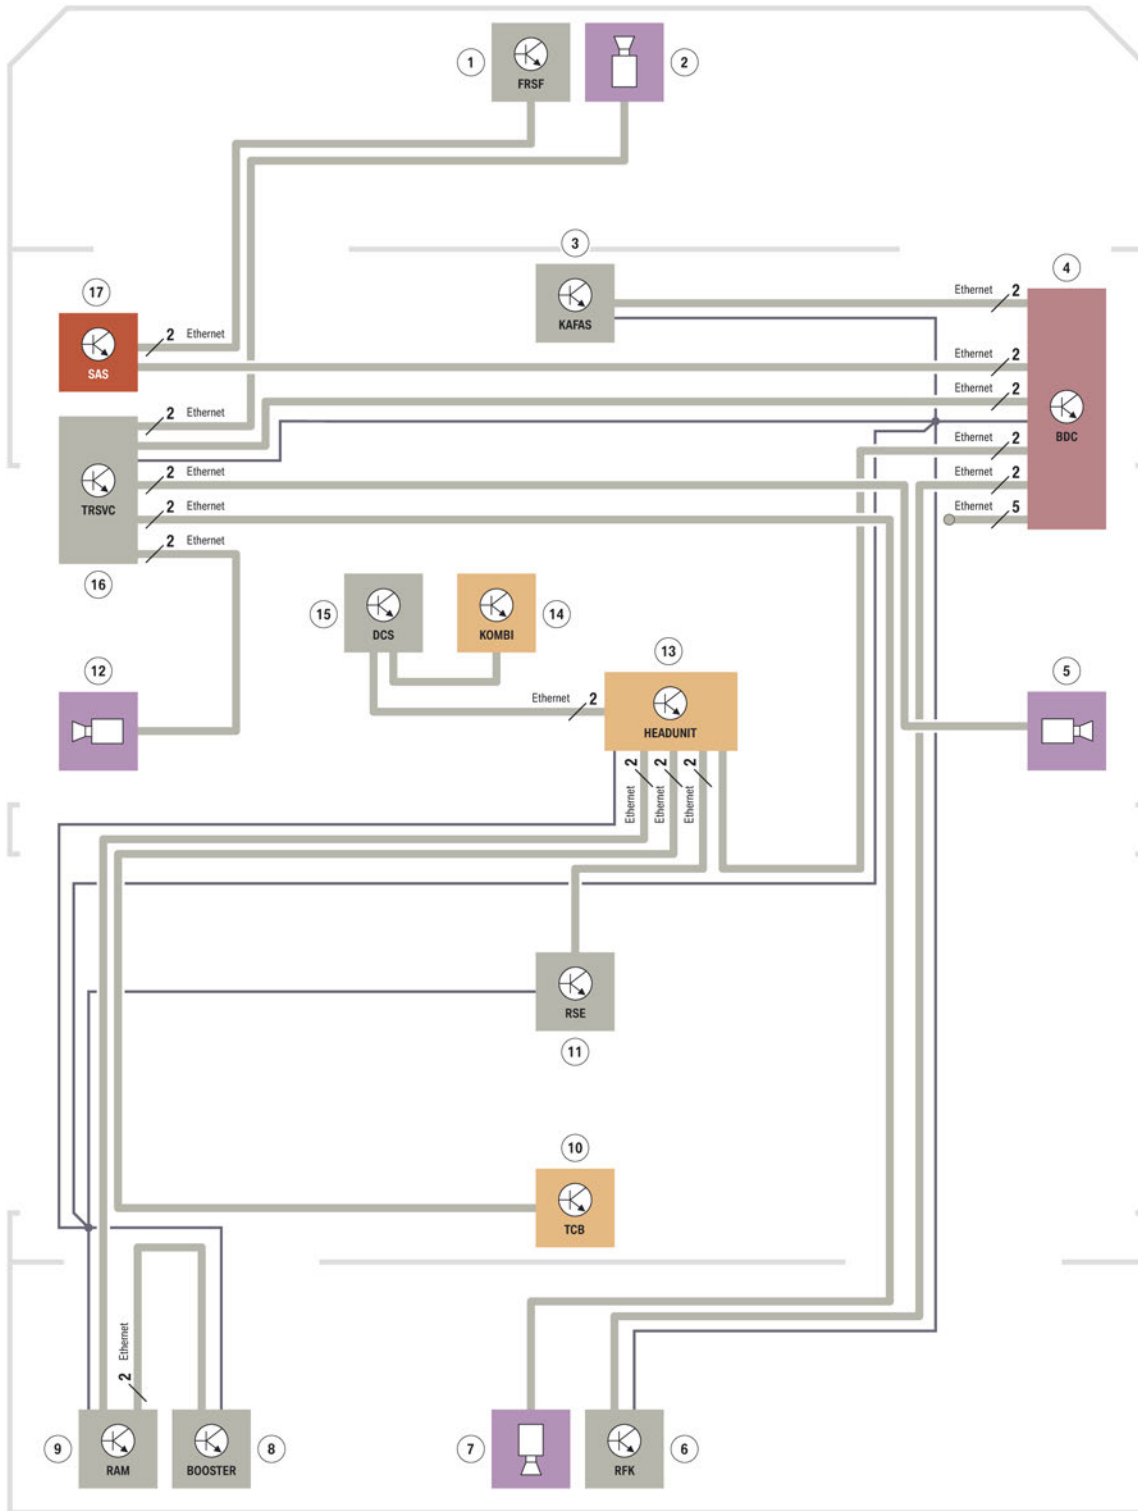 1
FRSF
2
3
KAFAS
4
Ethernet 2
17
SAS
2 Ethernet
Ethernet 2
Ethernet 2
BDC
2 Ethernet
Ethernet 2
TRSVC
2 Ethernet
Ethernet 2
2 Ethernet
Ethernet 5
2 Ethernet
16
15
DCS
KOMBI
14
12
13
5
Ethernet 2
HEADUNIT
Ethernet 2
Ethernet 2
Ethernet 2
RSE
11
10
TCB
2 Ethernet
9
RAM
BOOSTER
8
7
RFK
6